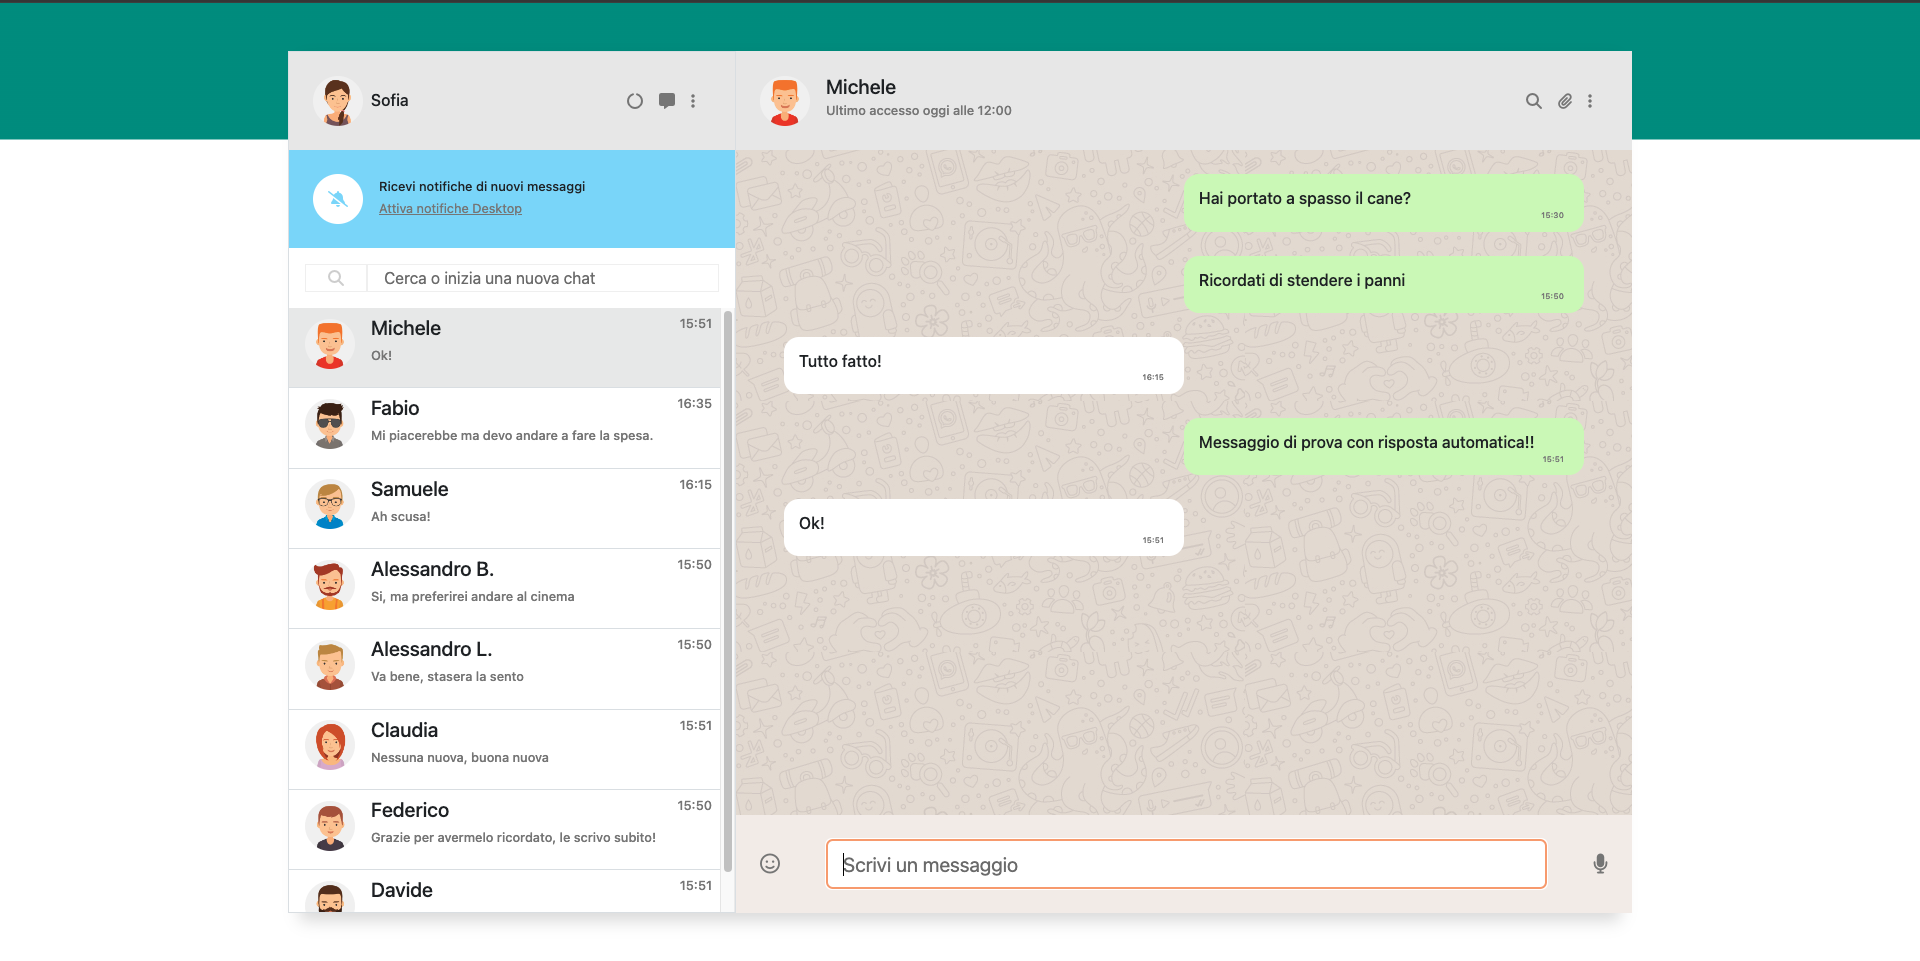 Sofia
Ricevi notifiche di nuovi messaggi
Attiva notifiche Desktop
Cerca o inizia una nuova chat
Michele
15:51
Ok!
Fabio
16:35
Mi piacerebbe ma devo andare a fare la spesa.
Samuele
16:15
Ah scusa!
Alessandro B.
15:50
Si, ma preferirei andare al cinema
Alessandro L.
15:50
Va bene, stasera la sento
Claudia
15:51
Nessuna nuova, buona nuova
Federico
15:50
Grazie per avermelo ricordato, le scrivo subito!
Davide
15:51
Michele
Ultimo accesso oggi alle 12:00
Hai portato a spasso il cane?
15:30
Ricordati di stendere i panni
15:50
Tutto fatto!
16:15
Messaggio di prova con risposta automatica!!
15:51
Ok!
15:51
Scrivi un messaggio